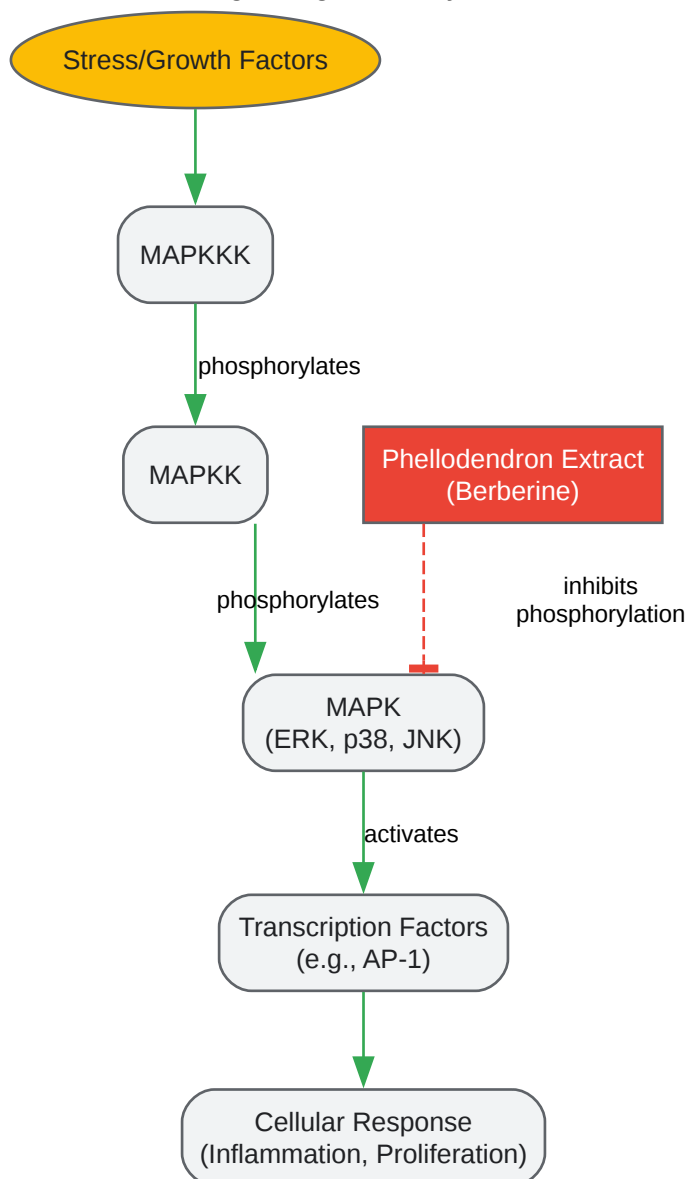 Stress/Growth Factors
MAPKKK
phosphorylates
MAPKK
Phellodendron Extract
(Berberine)
phosphorylates
inhibits
phosphorylation
MAPK
(ERK, p38, JNK)
activates
Transcription Factors
(e.g., AP-1)
Cellular Response
(Inflammation, Proliferation)